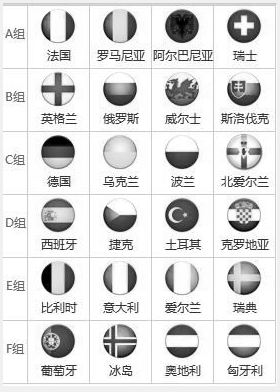 A组
法国 罗马尼亚 阿尔巴尼亚 瑞士
B组
英格兰 俄罗斯 威尔士 斯洛伐克
C组
德国 乌克兰 波兰 北爱尔兰
D组
西班牙 捷克 土耳其 克罗地亚
E组
比利时 意大利 爱尔兰 瑞典
F组
葡萄牙 冰岛 奥地利 匈牙利